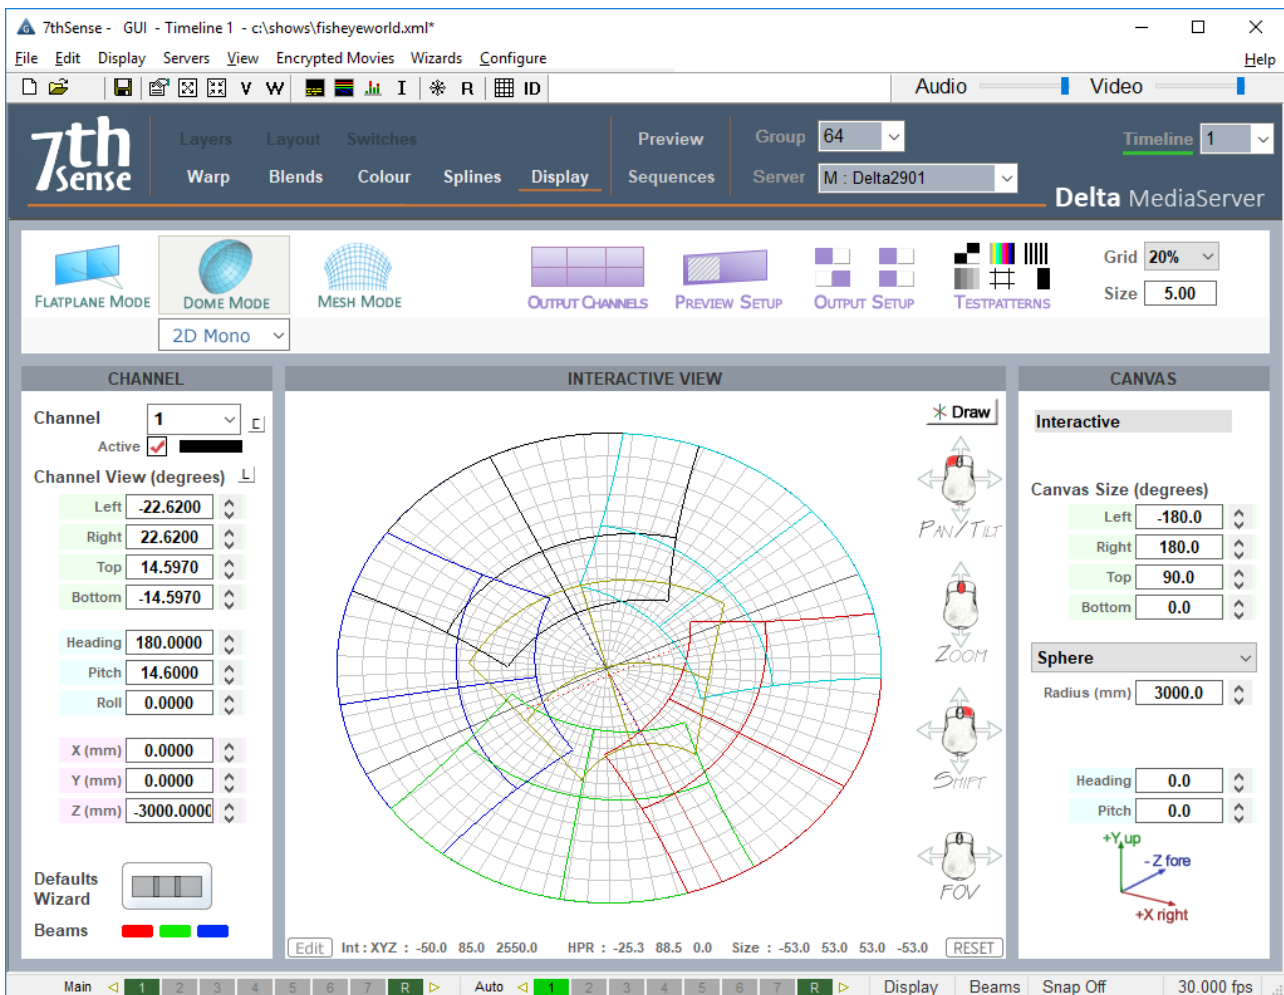 7thSense - GUI - Timeline 1 - c:\shows\fisheyeworld.xml*
File Edit Display Servers View Encrypted Movies Wizards Configure Help
V W I R ID Audio Video
7th Sense
Layers Layout Switches Preview Group 64 Timeline 1
Warp Blends Colour Splines Display Sequences Server M : Delta2901
Delta MediaServer
FLATPLANE MODE DOME MODE MESH MODE OUTPUT CHANNELS PREVIEW SETUP OUTPUT SETUP TESTPATTERNS
Grid 20%
Size 5.00
2D Mono
CHANNEL
Channel 1 C
Active
Channel View (degrees) L
Left -22.6200
Right 22.6200
Top 14.5970
Bottom -14.5970
Heading 180.0000
Pitch 14.6000
Roll 0.0000
X (mm) 0.0000
Y (mm) 0.0000
Z (mm) -3000.0000
Defaults
Wizard
Beams
INTERACTIVE VIEW
Draw
PAN/TILT
ZOOM
SHIFT
FOV
Edit Int : XYZ : -50.0 85.0 2550.0 HPR : -25.3 88.5 0.0 Size : -53.0 53.0 53.0 -53.0 RESET
CANVAS
Interactive
Canvas Size (degrees)
Left -180.0
Right 180.0
Top 90.0
Bottom 0.0
Sphere
Radius (mm) 3000.0
Heading 0.0
Pitch 0.0
+Y up
- Z fore
+X right
Main 1 2 3 4 5 6 7 R Auto 1 2 3 4 5 6 7 R Display Beams Snap Off 30.000 fps